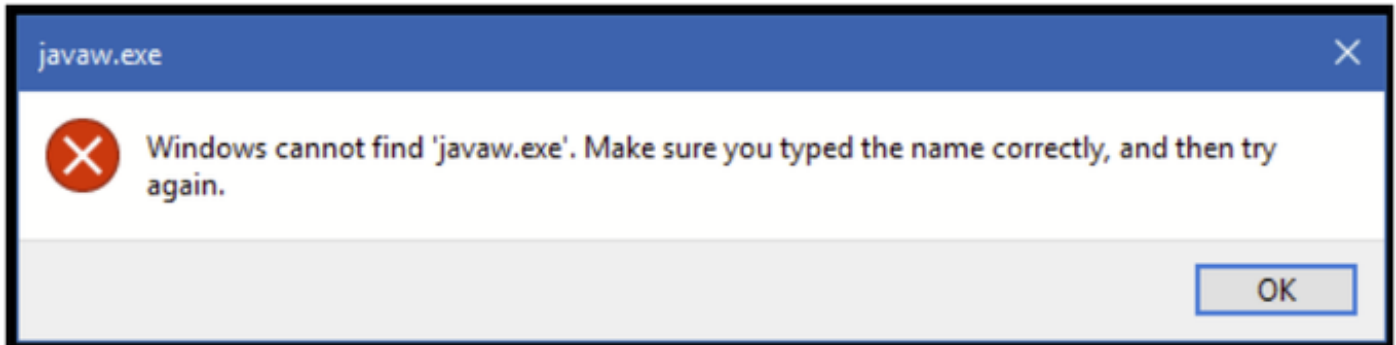 javaw.exe
Windows cannot find 'javaw.exe'. Make sure you typed the name correctly, and then try
again.
OK